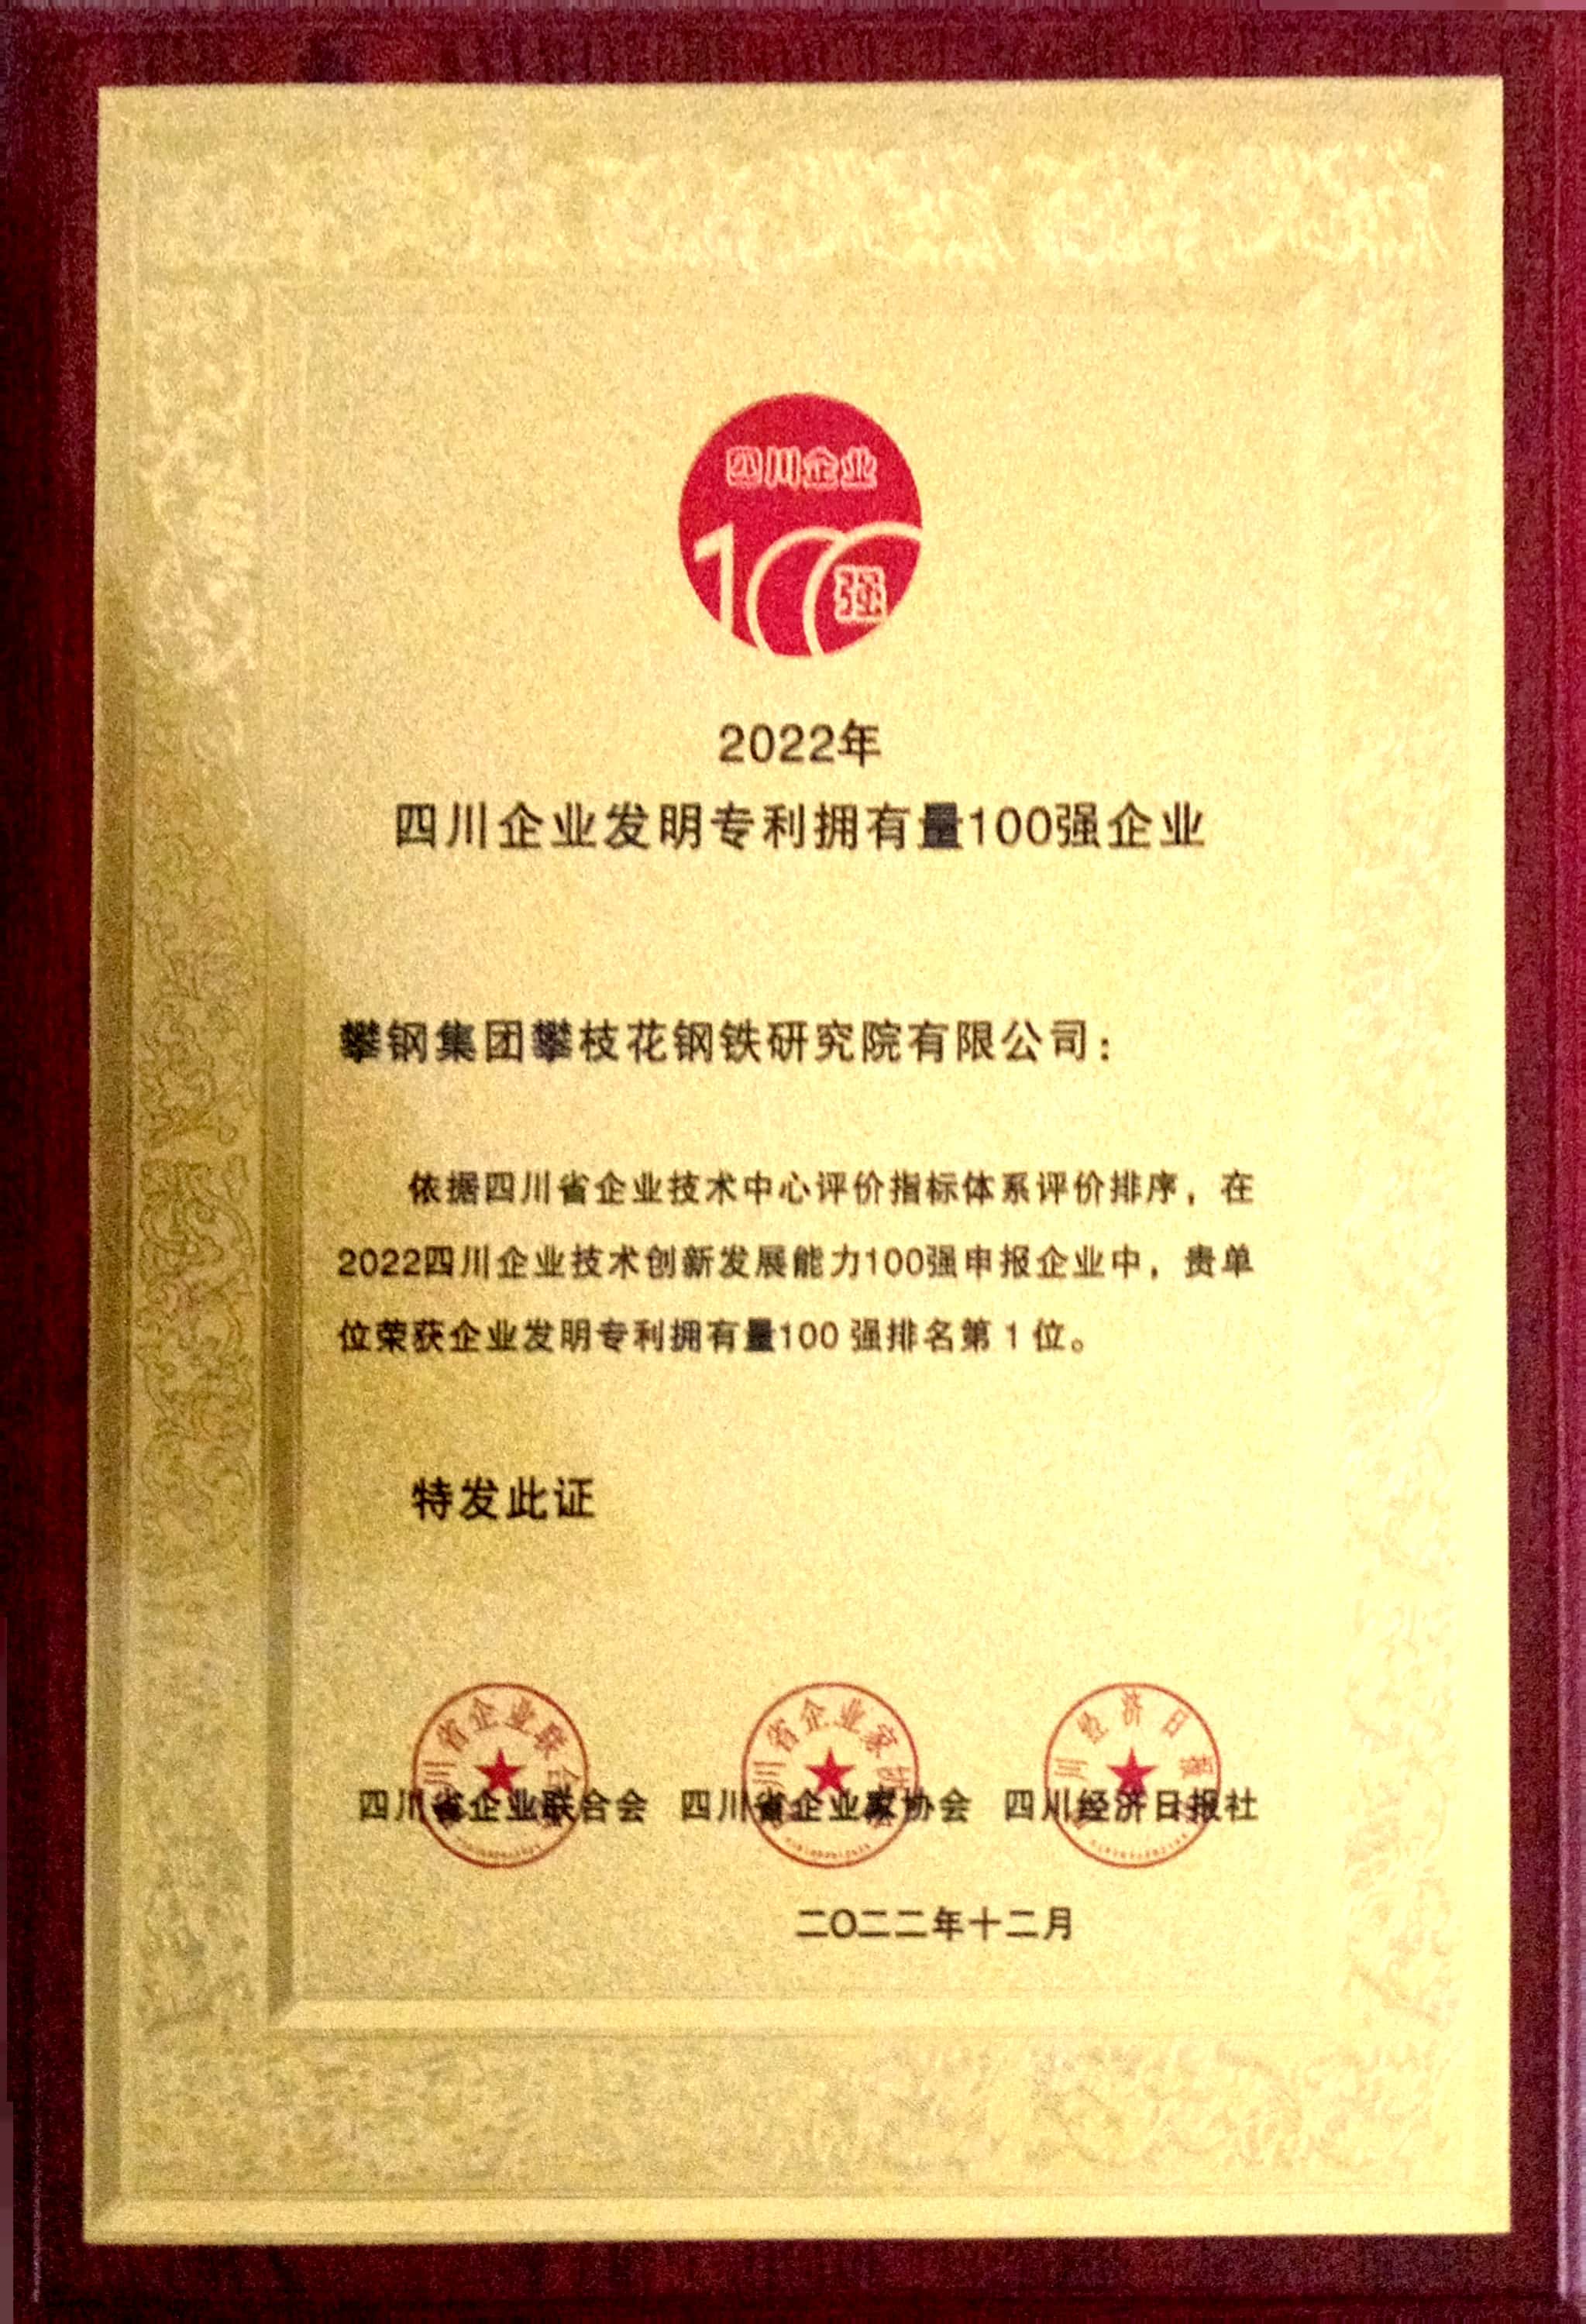 四川企业
100强
2022年
四川企业发明专利拥有量100强企业
攀钢集团攀枝花钢铁研究院有限公司：
依据四川省企业技术中心评价指标体系评价排序，在
2022四川企业技术创新发展能力100强申报企业中，贵单
位荣获企业发明专利拥有量100 强排名第 1 位。
特发此证
四川省企业联合会 四川省企业家协会 四川经济日报社
二〇二二年十二月